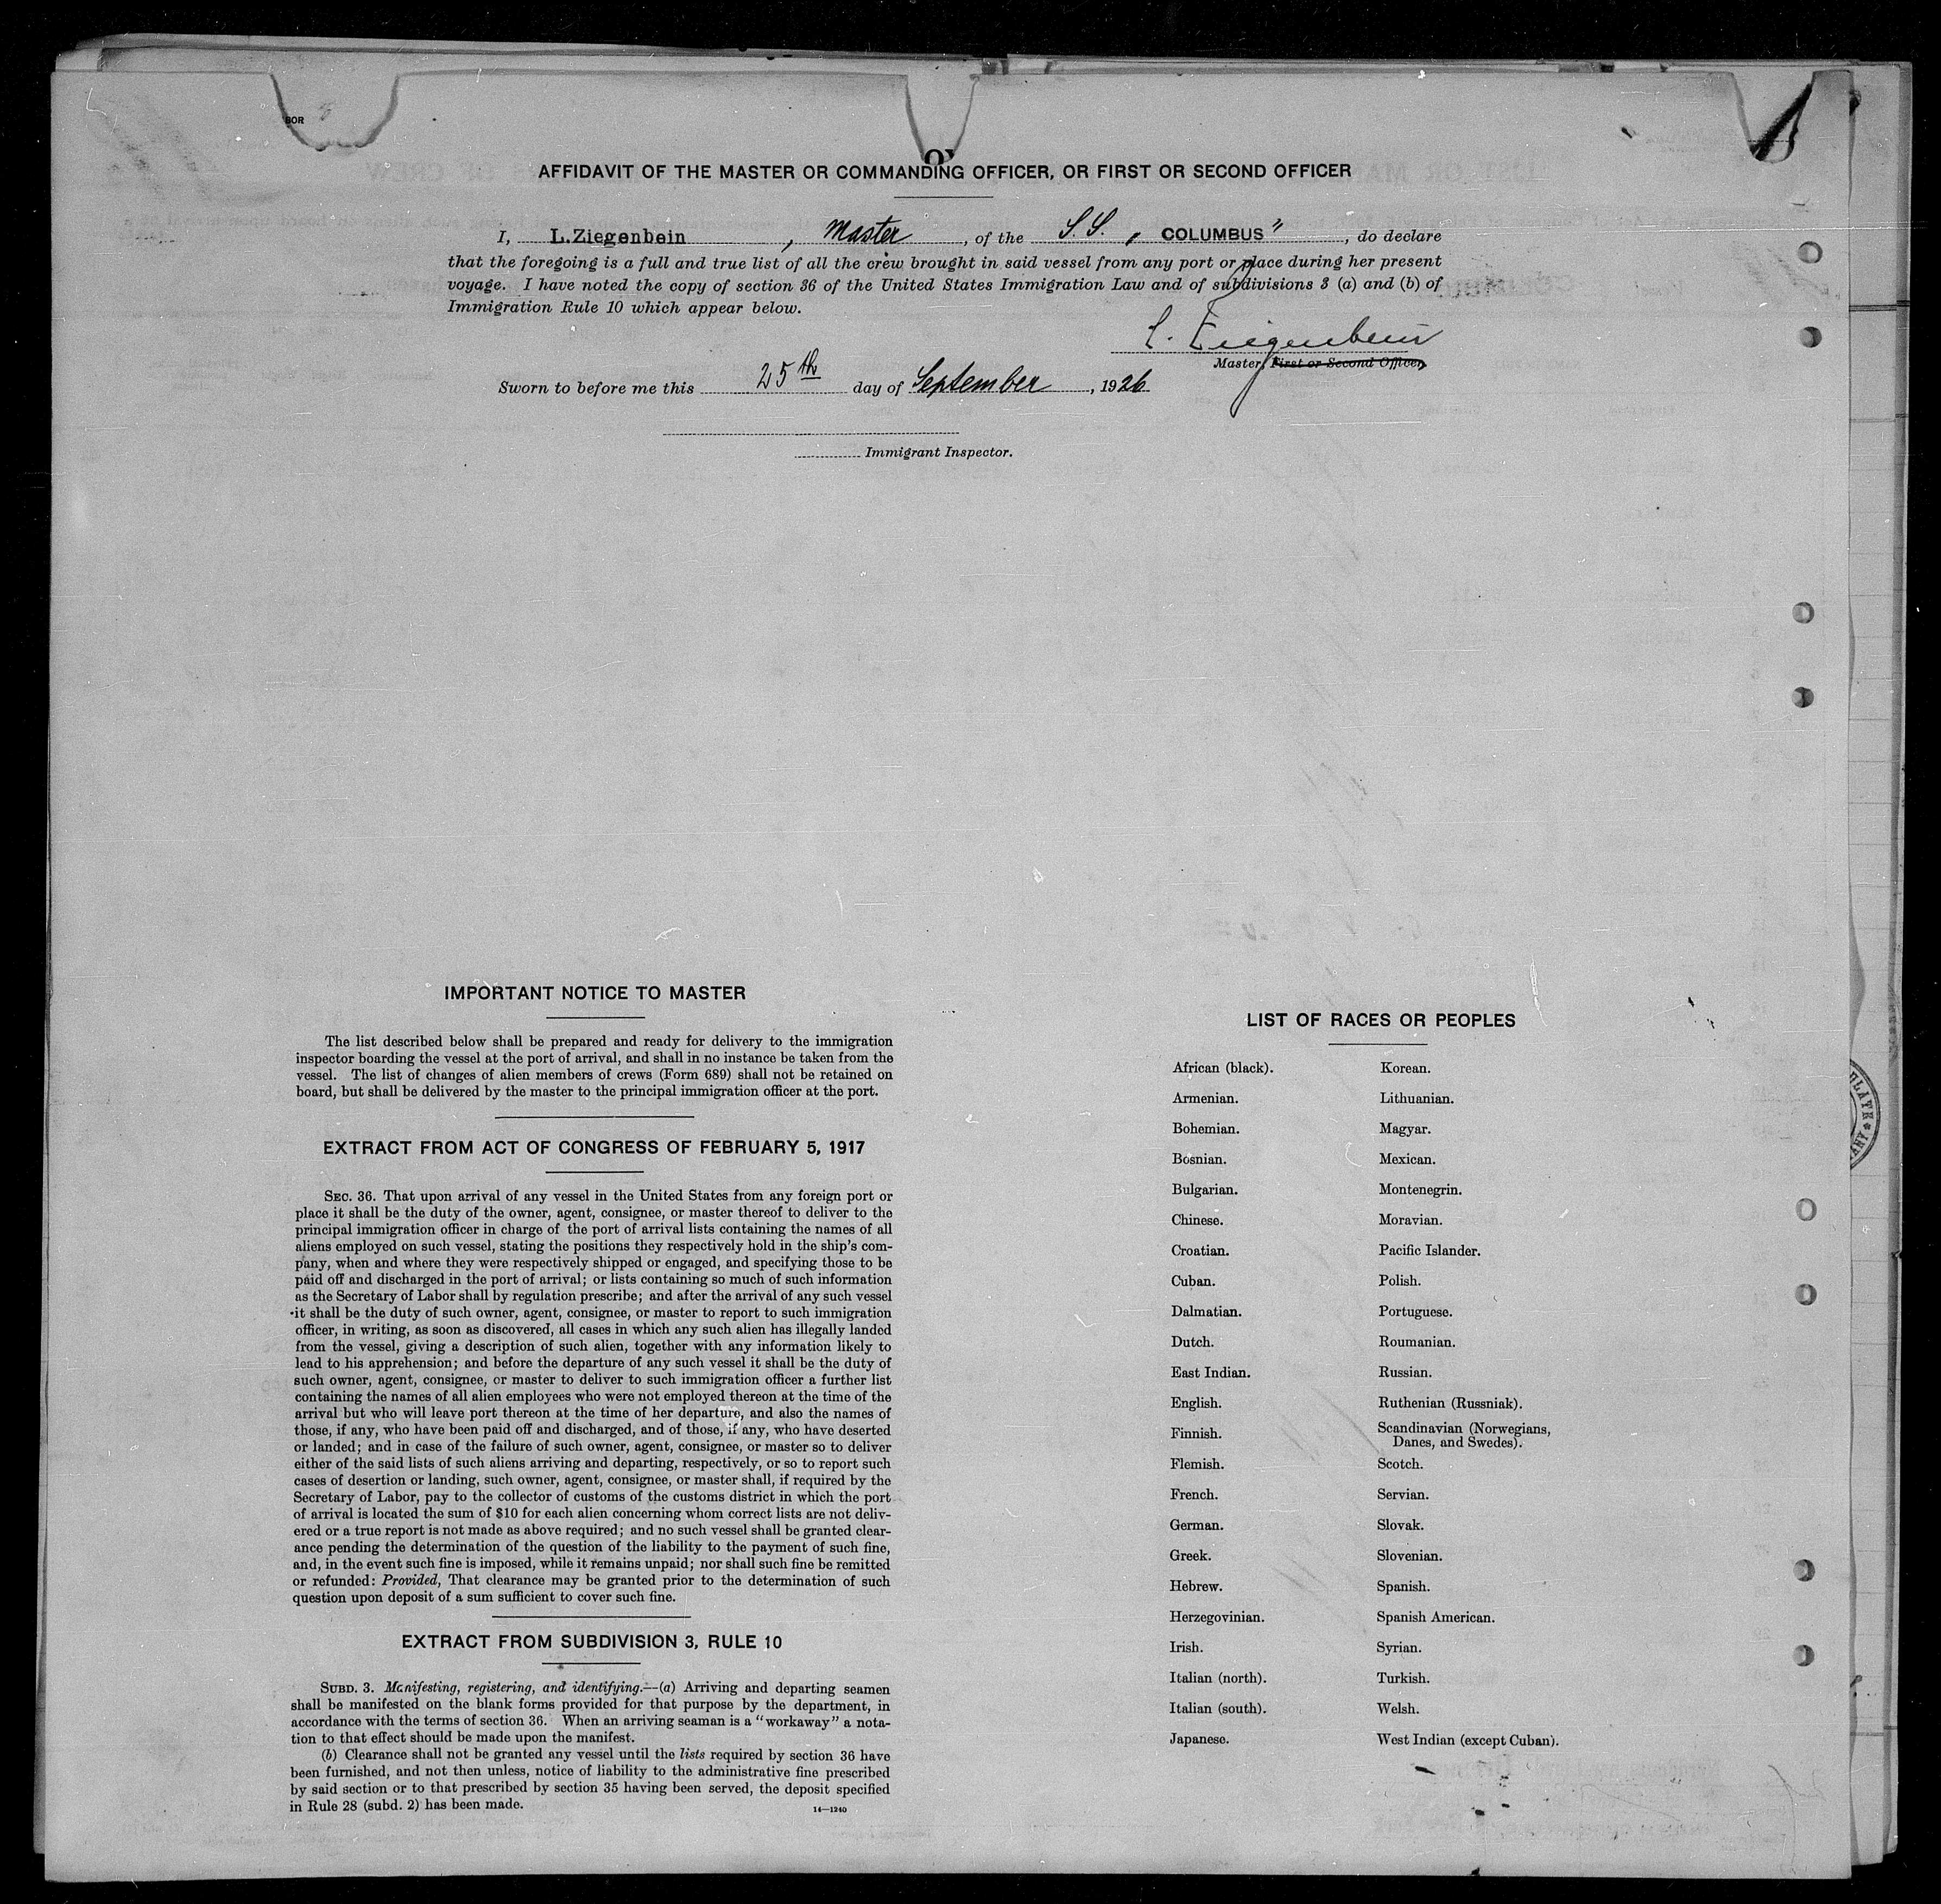 BOR
AFFIDAVIT OF THE MASTER OR COMMANDING OFFICER, OR FIRST OR SECOND OFFICER
I, L.Ziegenbein, Master, of the S.S. „ COLUMBUS", do declare
that the foregoing is a full and true list of all the crew brought in said vessel from any port or place during her present
voyage. I have noted the copy of section 36 of the United States Immigration Law and of subdivisions 3 (a) and (b) of
Immigration Rule 10 which appear below.
L. Ziegenbein
Master, First or Second Officer.
Sworn to before me this 25th day of September, 1926
Immigrant Inspector.
IMPORTANT NOTICE TO MASTER
The list described below shall be prepared and ready for delivery to the immigration
inspector boarding the vessel at the port of arrival, and shall in no instance be taken from the
vessel. The list of changes of alien members of crews (Form 689) shall not be retained on
board, but shall be delivered by the master to the principal immigration officer at the port.
EXTRACT FROM ACT OF CONGRESS OF FEBRUARY 5, 1917
SEC. 36. That upon arrival of any vessel in the United States from any foreign port or
place it shall be the duty of the owner, agent, consignee, or master thereof to deliver to the
principal immigration officer in charge of the port of arrival lists containing the names of all
aliens employed on such vessel, stating the positions they respectively hold in the ship's com-
pany, when and where they were respectively shipped or engaged, and specifying those to be
paid off and discharged in the port of arrival; or lists containing so much of such information
as the Secretary of Labor shall by regulation prescribe; and after the arrival of any such vessel
it shall be the duty of such owner, agent, consignee, or master to report to such immigration
officer, in writing, as soon as discovered, all cases in which any such alien has illegally landed
from the vessel, giving a description of such alien, together with any information likely to
lead to his apprehension; and before the departure of any such vessel it shall be the duty of
such owner, agent, consignee, or master to deliver to such immigration officer a further list
containing the names of all alien employees who were not employed thereon at the time of the
arrival but who will leave port thereon at the time of her departure, and also the names of
those, if any, who have been paid off and discharged, and of those, if any, who have deserted
or landed; and in case of the failure of such owner, agent, consignee, or master so to deliver
either of the said lists of such aliens arriving and departing, respectively, or so to report such
cases of desertion or landing, such owner, agent, consignee, or master shall, if required by the
Secretary of Labor, pay to the collector of customs of the customs district in which the port
of arrival is located the sum of $10 for each alien concerning whom correct lists are not deliv-
ered or a true report is not made as above required; and no such vessel shall be granted clear-
ance pending the determination of the question of the liability to the payment of such fine,
and, in the event such fine is imposed, while it remains unpaid; nor shall such fine be remitted
or refunded: Provided, That clearance may be granted prior to the determination of such
question upon deposit of a sum sufficient to cover such fine.
EXTRACT FROM SUBDIVISION 3, RULE 10
SUBD. 3. Manifesting, registering, and identifying.—(a) Arriving and departing seamen
shall be manifested on the blank forms provided for that purpose by the department, in
accordance with the terms of section 36. When an arriving seaman is a "workaway" a nota-
tion to that effect should be made upon the manifest.
(b) Clearance shall not be granted any vessel until the lists required by section 36 have
been furnished, and not then unless, notice of liability to the administrative fine prescribed
by said section or to that prescribed by section 35 having been served, the deposit specified
in Rule 28 (subd. 2) has been made.
14—1240
LIST OF RACES OR PEOPLES
African (black).
Armenian.
Bohemian.
Bosnian.
Bulgarian.
Chinese.
Croatian.
Cuban.
Dalmatian.
Dutch.
East Indian.
English.
Finnish.
Flemish.
French.
German.
Greek.
Hebrew.
Herzegovinian.
Irish.
Italian (north).
Italian (south).
Japanese.
Korean.
Lithuanian.
Magyar.
Mexican.
Montenegrin.
Moravian.
Pacific Islander.
Polish.
Portuguese.
Roumanian.
Russian.
Ruthenian (Russniak).
Scandinavian (Norwegians,
Danes, and Swedes).
Scotch.
Servian.
Slovak.
Slovenian.
Spanish.
Spanish American.
Syrian.
Turkish.
Welsh.
West Indian (except Cuban).